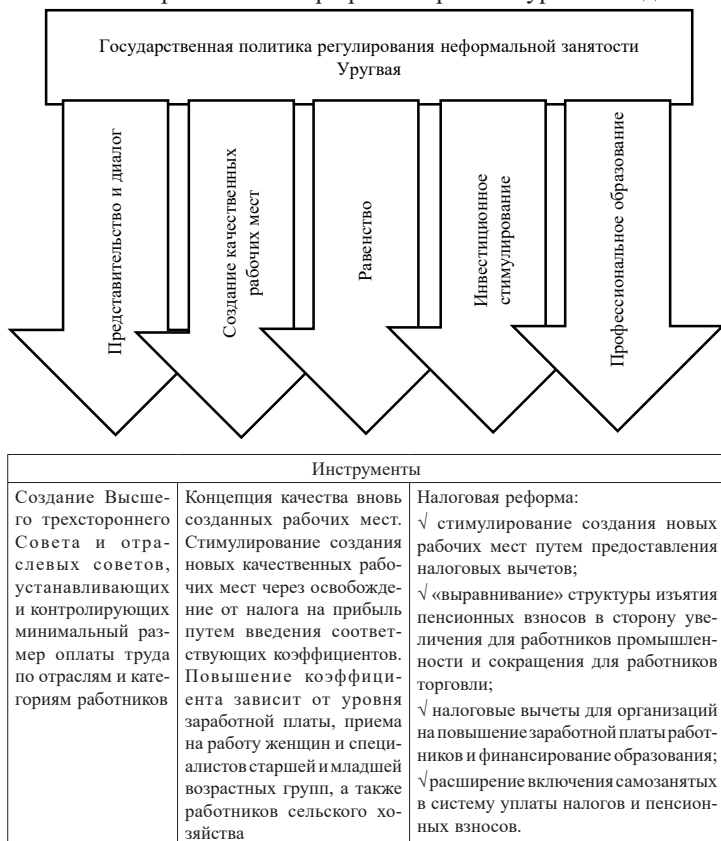 Государственная политика регулирования неформальной занятости
Уругвая
Представительство и диалог
Создание качественных
рабочих мест
Равенство
Инвестиционное
стимулирование
Профессиональное образование
Инструменты
Создание Высше-
го трехстороннего
Совета и отра-
слевых советов,
устанавливающих
и контролирующих
минимальный раз-
мер оплаты труда
по отраслям и кате-
гориям работников
Концепция качества вновь
созданных рабочих мест.
Стимулирование создания
новых качественных рабо-
чих мест через освобожде-
ние от налога на прибыль
путем введения соответ-
ствующих коэффициентов.
Повышение коэффици-
ента зависит от уровня
заработной платы, приема
на работу женщин и специ-
алистов старшей и младшей
возрастных групп, а также
работников сельского хо-
зяйства
Налоговая реформа:
√ стимулирование создания новых
рабочих мест путем предоставления
налоговых вычетов;
√ «выравнивание» структуры изъятия
пенсионных взносов в сторону уве-
личения для работников промышлен-
ности и сокращения для работников
торговли;
√ налоговые вычеты для организаций
на повышение заработной платы работ-
ников и финансирование образования;
√ расширение включения самозанятых
в систему уплаты налогов и пенсион-
ных взносов.